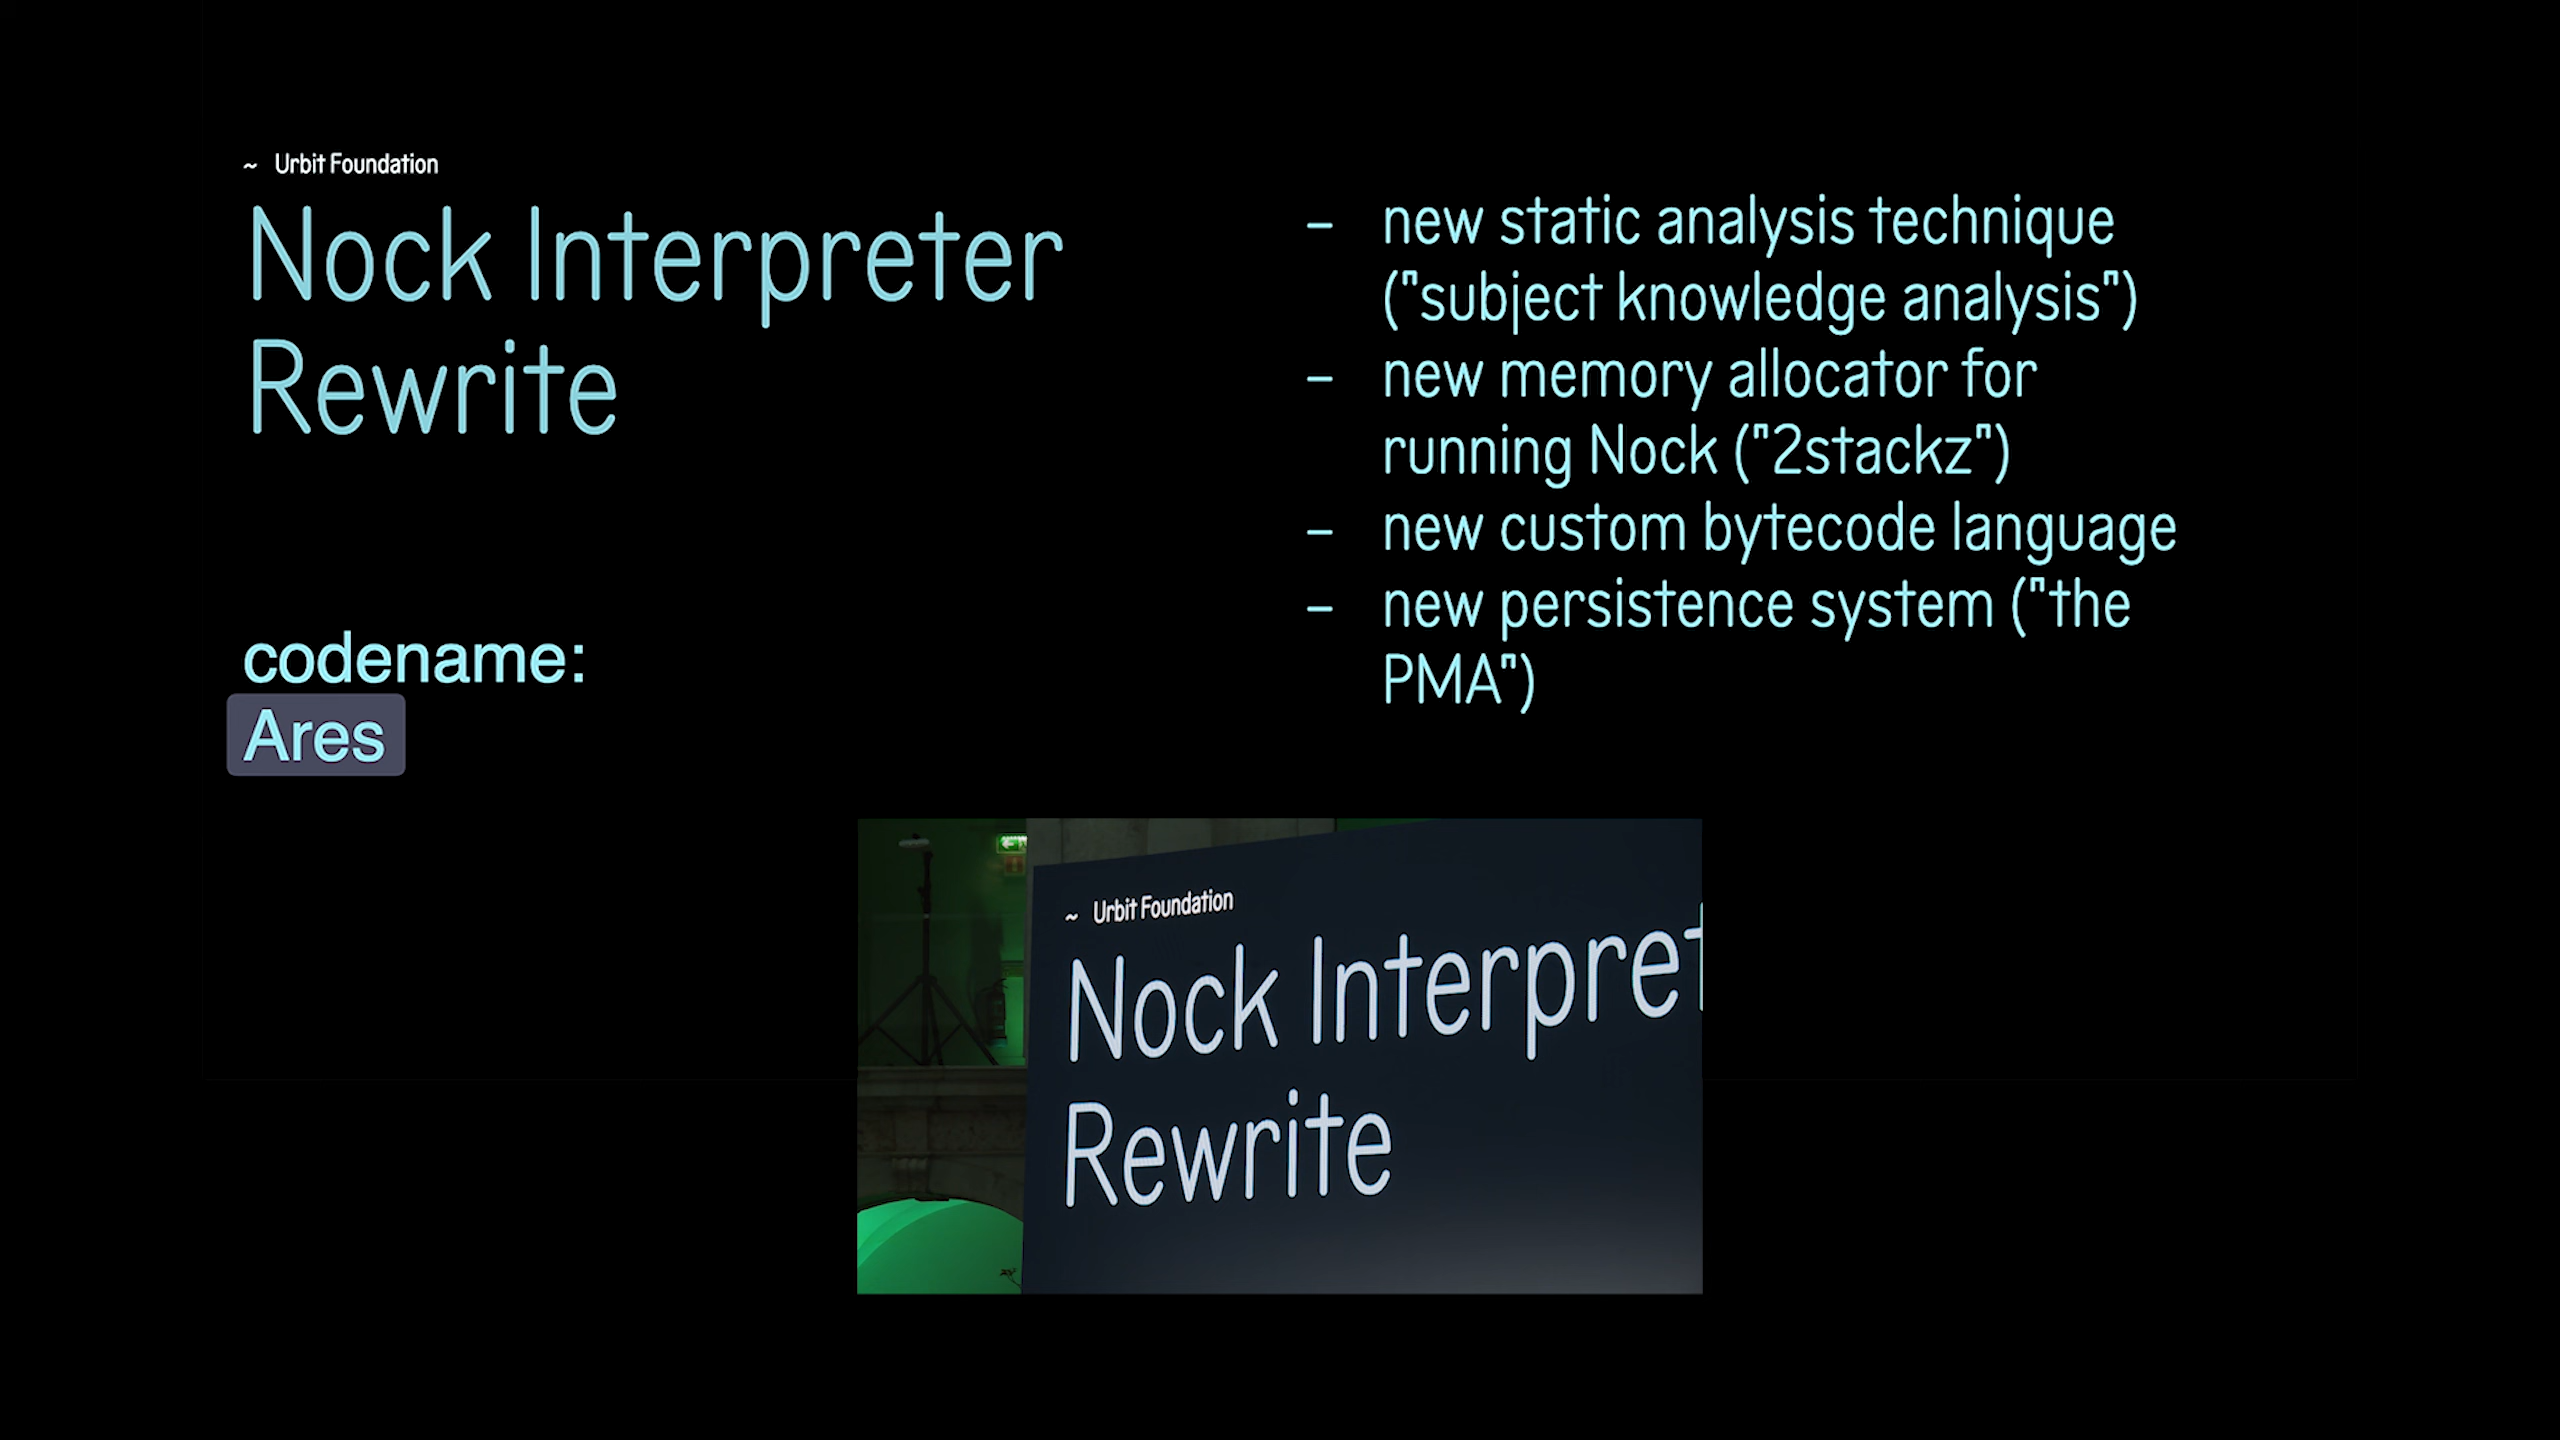 ~ Urbit Foundation
Nock Interpreter
Rewrite
codename:
Ares
– new static analysis technique
("subject knowledge analysis")
– new memory allocator for
running Nock ("2stackz")
– new custom bytecode language
– new persistence system ("the
PMA")
~ Urbit Foundation
Nock Interpret
Rewrite